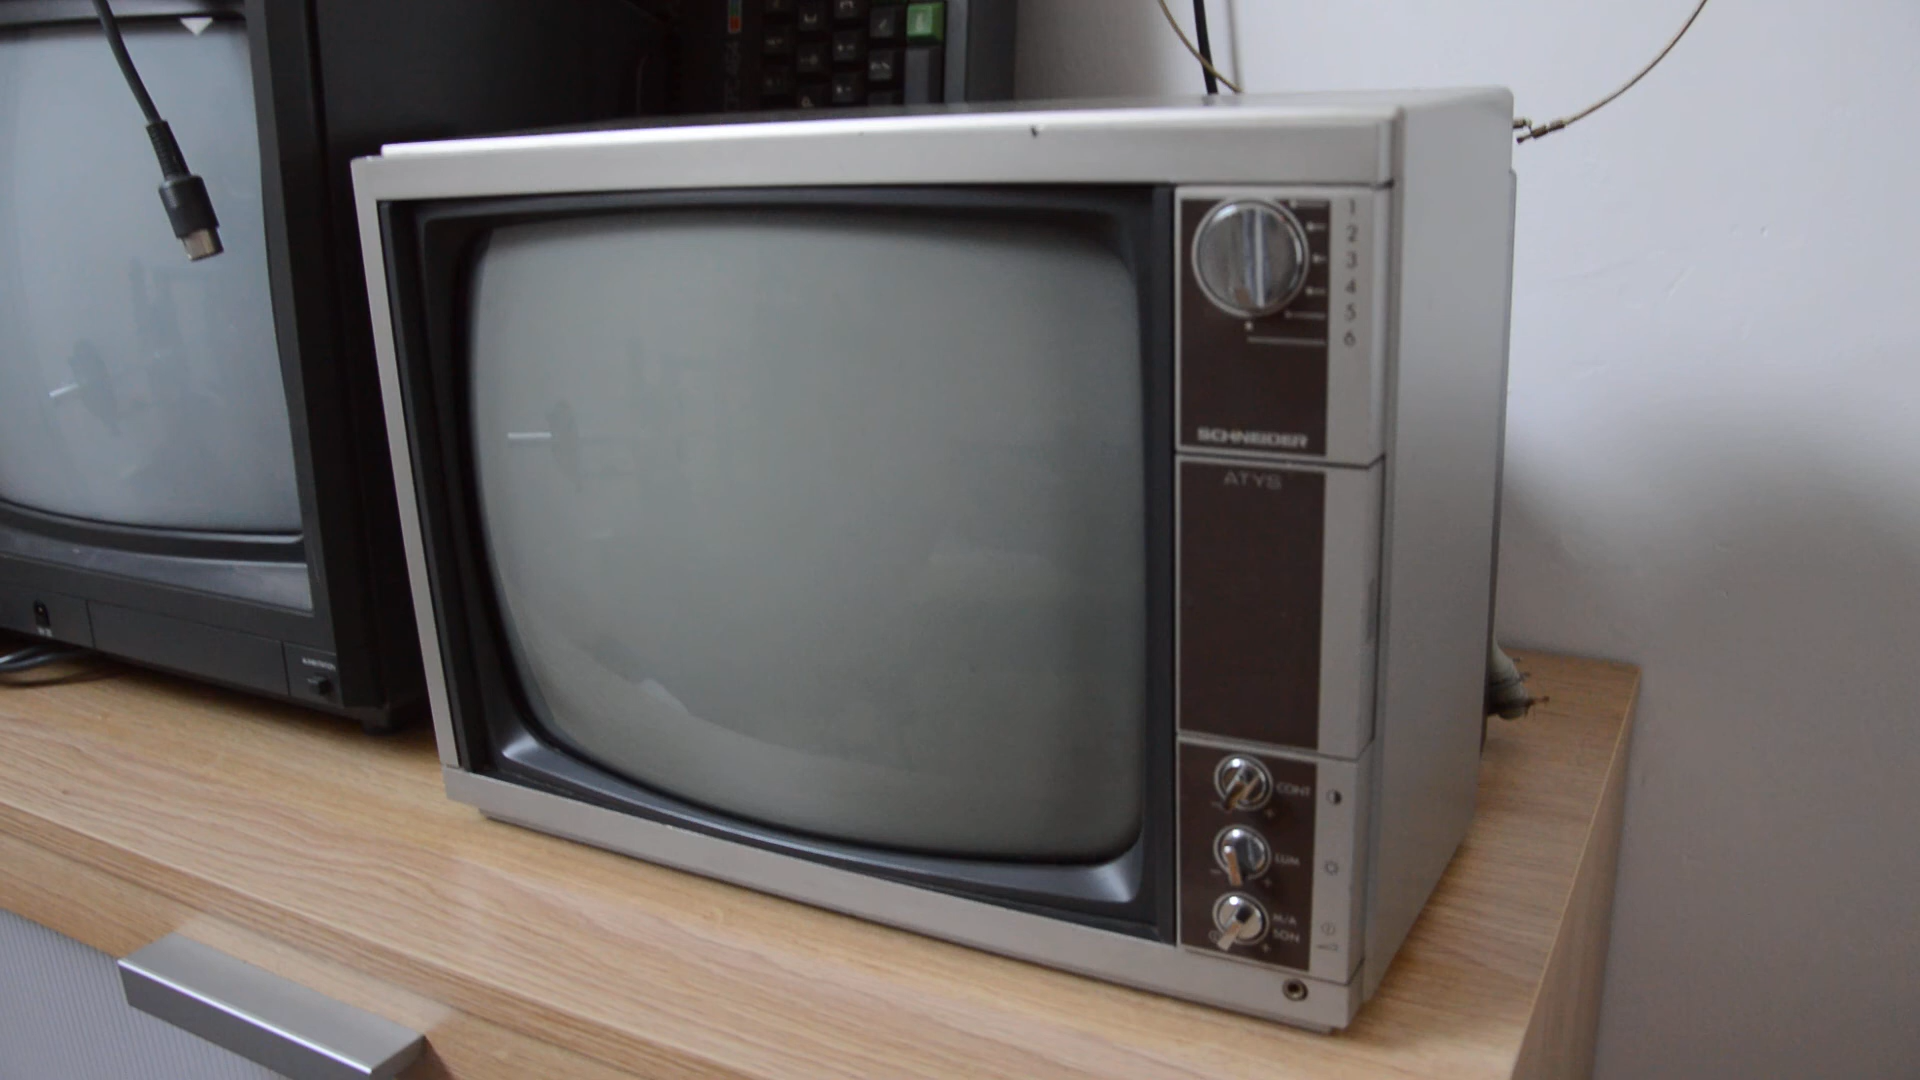 1
2
3
4
5
6
SCHNEIDER
ATYS
CONT
- +
LUM
- +
M/A
SON
+